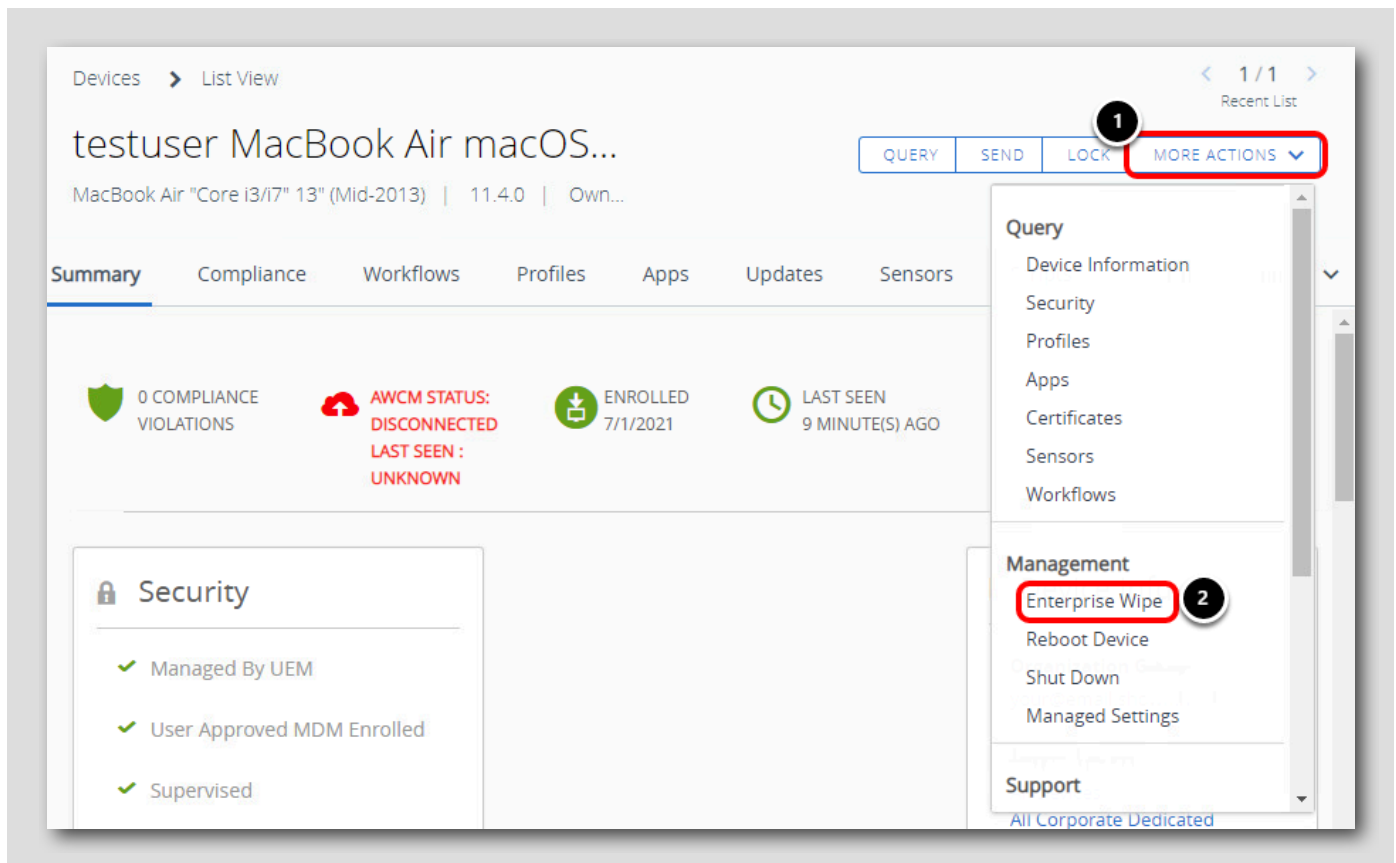 Devices > List View
< 1 / 1 >
Recent List
testuser MacBook Air macOS...
1
QUERY SEND LOCK MORE ACTIONS
MacBook Air "Core i3/i7" 13" (Mid-2013) | 11.4.0 | Own...
Summary Compliance Workflows Profiles Apps Updates Sensors
0 COMPLIANCE
VIOLATIONS
AWCM STATUS:
DISCONNECTED
LAST SEEN :
UNKNOWN
ENROLLED
7/1/2021
LAST SEEN
9 MINUTE(S) AGO
Query
Device Information
Security
Profiles
Apps
Certificates
Sensors
Workflows
Management
Enterprise Wipe 2
Reboot Device
Shut Down
Managed Settings
Support
Security
Managed By UEM
User Approved MDM Enrolled
Supervised
All Corporate Dedicated